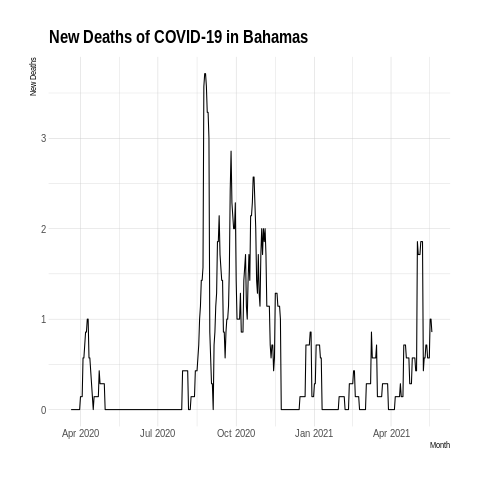 New Deaths of COVID-19 in Bahamas
New Deaths
3
2
1
0
Apr 2020 Jul 2020 Oct 2020 Jan 2021 Apr 2021
Month